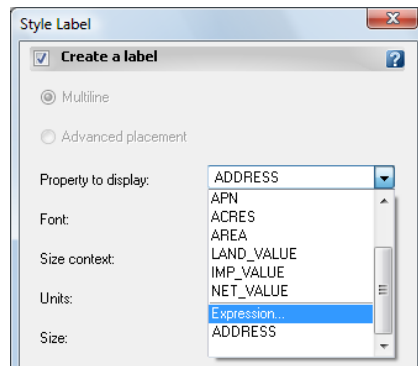 Style Label
x
Create a label
?
Multiline
Advanced placement
Property to display: ADDRESS
APN
Font: ACRES
AREA
Size context: LAND_VALUE
IMP_VALUE
Units: NET_VALUE
Expression...
Size: ADDRESS